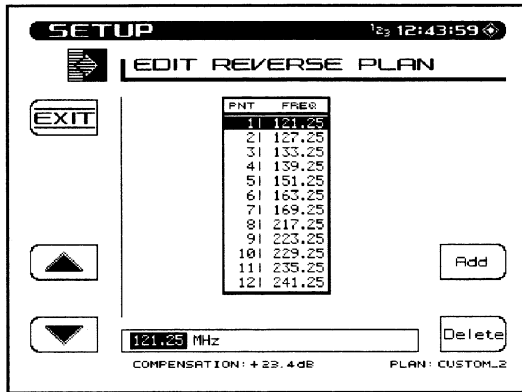 SETUP 123 12:43:59
EDIT REVERSE PLAN
EXIT
PNT FREQ
1| 121.25
2| 127.25
3| 133.25
4| 139.25
5| 151.25
6| 163.25
7| 169.25
8| 217.25
9| 223.25
10| 229.25
11| 235.25
12| 241.25
Add
121.25 MHz
Delete
COMPENSATION: +23.4dB PLAN: CUSTOM_2